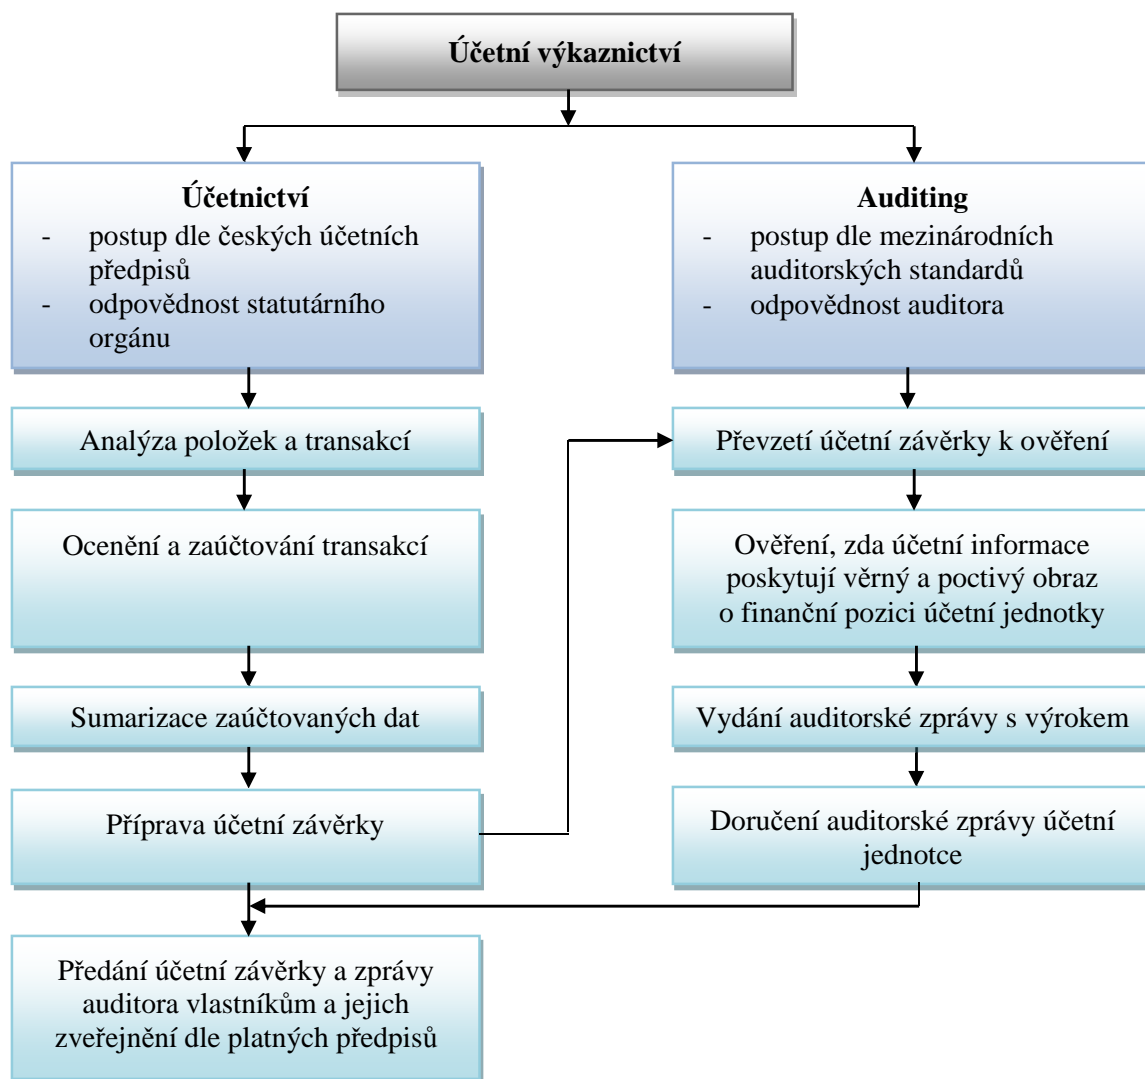 Účetní výkaznictví
Účetnictví
- postup dle českých účetních
předpisů
- odpovědnost statutárního
orgánu
Auditing
- postup dle mezinárodních
auditorských standardů
- odpovědnost auditora
Analýza položek a transakcí
Převzetí účetní závěrky k ověření
Ocenění a zaúčtování transakcí
Ověření, zda účetní informace
poskytují věrný a poctivý obraz
o finanční pozici účetní jednotky
Sumarizace zaúčtovaných dat
Vydání auditorské zprávy s výrokem
Příprava účetní závěrky
Doručení auditorské zprávy účetní
jednotce
Předání účetní závěrky a zprávy
auditora vlastníkům a jejich
zveřejnění dle platných předpisů